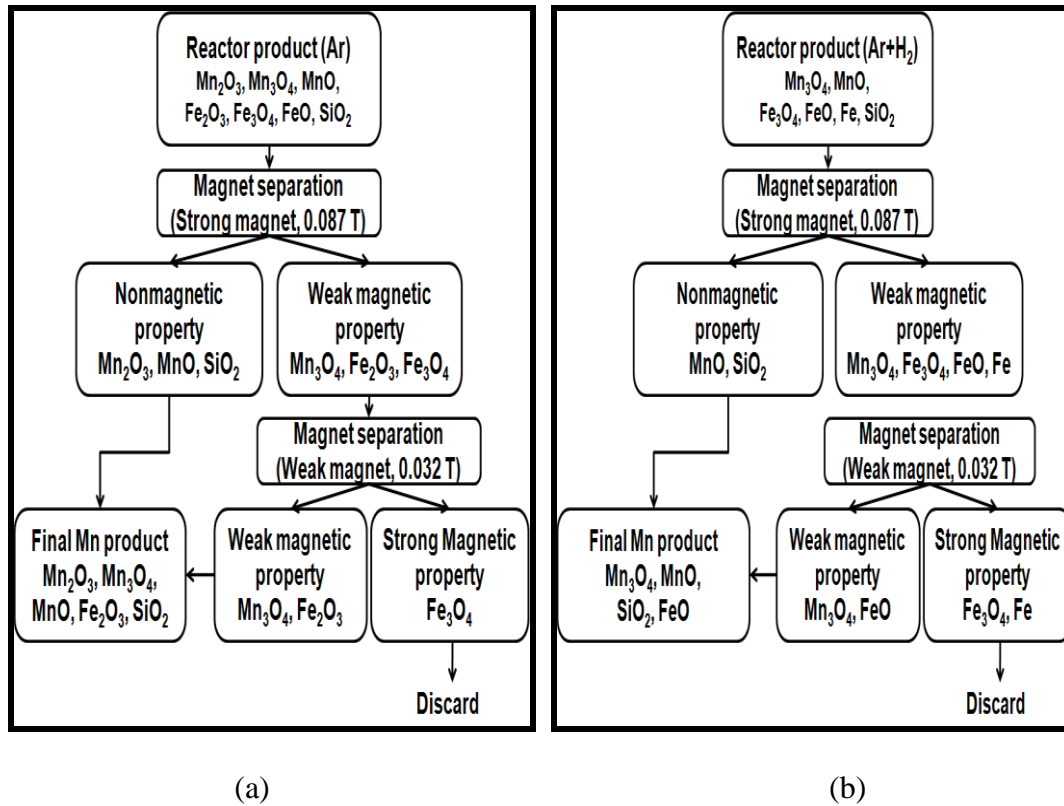 Reactor product (Ar)
Mn₂O₃, Mn₃O₄, MnO,
Fe₂O₃, Fe₃O₄, FeO, SiO₂
Magnet separation
(Strong magnet, 0.087 T)
Nonmagnetic
property
Mn₂O₃, MnO, SiO₂
Weak magnetic
property
Mn₃O₄, Fe₂O₃, Fe₃O₄
Magnet separation
(Weak magnet, 0.032 T)
Final Mn product
Mn₂O₃, Mn₃O₄,
MnO, Fe₂O₃, SiO₂
Weak magnetic
property
Mn₃O₄, Fe₂O₃
Strong Magnetic
property
Fe₃O₄
Discard
(a)
Reactor product (Ar+H₂)
Mn₃O₄, MnO,
Fe₃O₄, FeO, Fe, SiO₂
Magnet separation
(Strong magnet, 0.087 T)
Nonmagnetic
property
MnO, SiO₂
Weak magnetic
property
Mn₃O₄, Fe₃O₄, FeO, Fe
Magnet separation
(Weak magnet, 0.032 T)
Final Mn product
Mn₃O₄, MnO,
SiO₂, FeO
Weak magnetic
property
Mn₃O₄, FeO
Strong Magnetic
property
Fe₃O₄, Fe
Discard
(b)